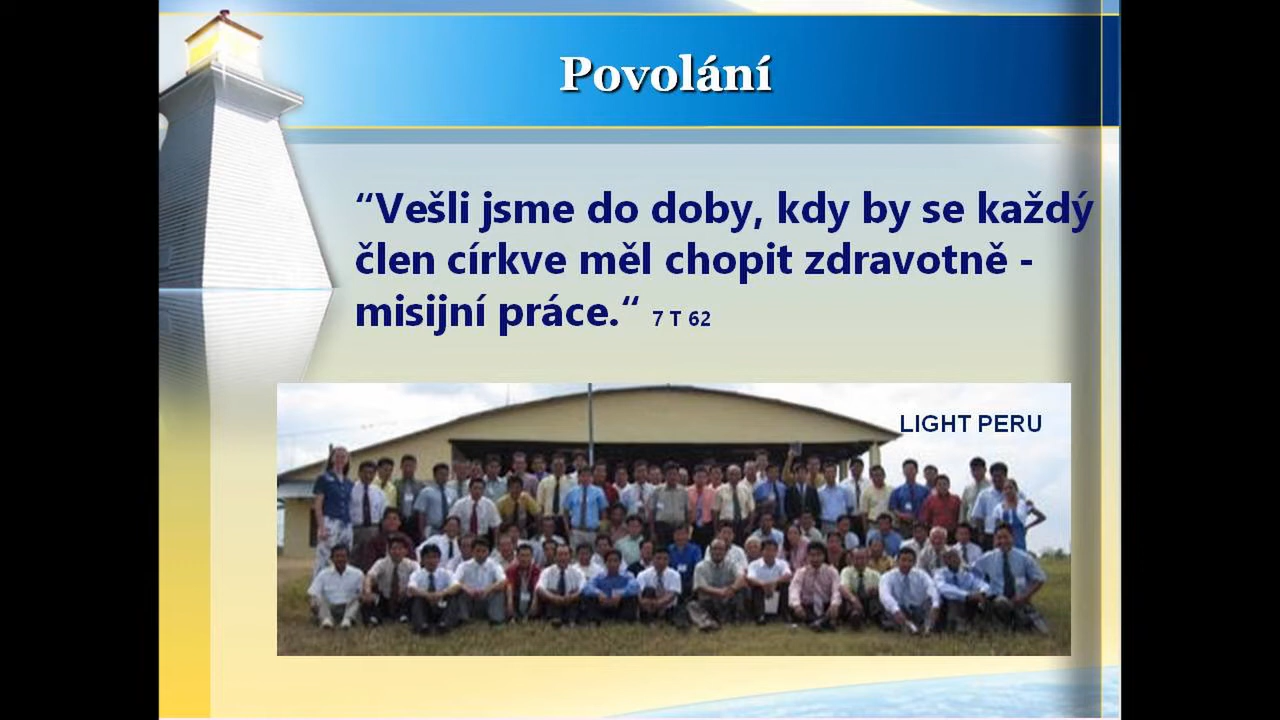 Povolání
“Vešli jsme do doby, kdy by se každý
člen církve měl chopit zdravotně -
misijní práce.“ 7 T 62
LIGHT PERU